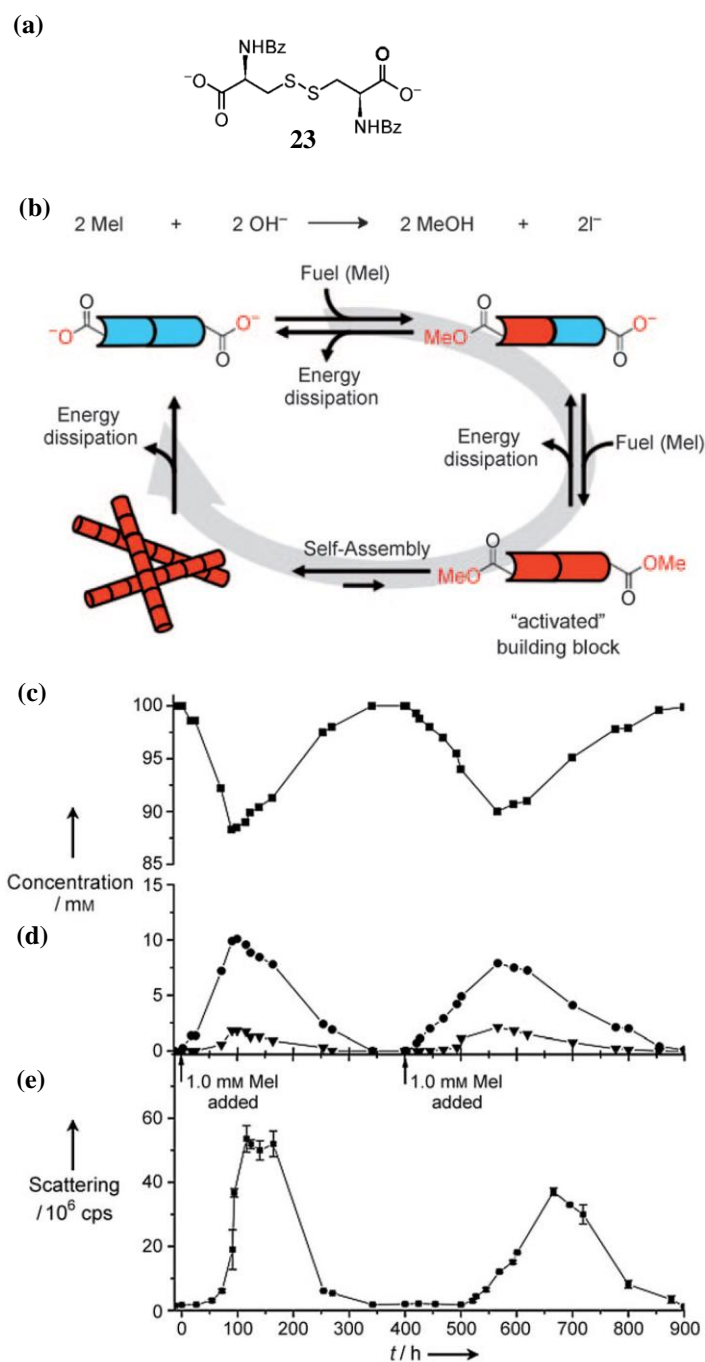 (a)
NHBz
O
⁻O
S
S
O⁻
O
NHBz
23
(b)
2 MeI + 2 OH⁻ ⟶ 2 MeOH + 2I⁻
Fuel (MeI)
O
⁻O
O⁻
O
O
MeO
O⁻
O
Energy
dissipation
Energy
dissipation
Energy
dissipation
Fuel (MeI)
Self-Assembly
O
MeO
OMe
O
"activated"
building block
(c)
100
95
90
85
Concentration
/ mM
15
(d)
10
5
0
(e)
1.0 mM MeI
added
1.0 mM MeI
added
60
Scattering
/10⁶ cps
40
20
0
0 100 200 300 400 500 600 700 800 900
t / h